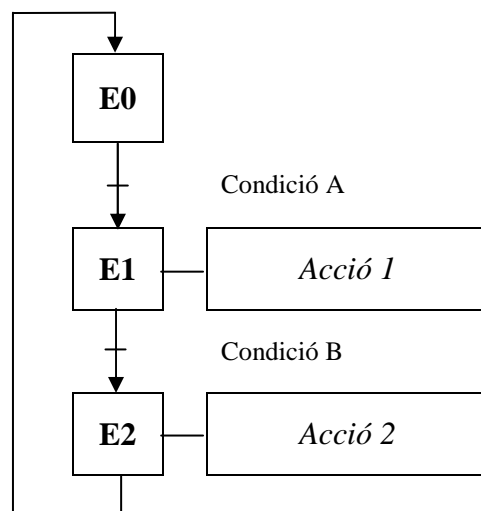 E0
Condició A
E1
Acció 1
Condició B
E2
Acció 2